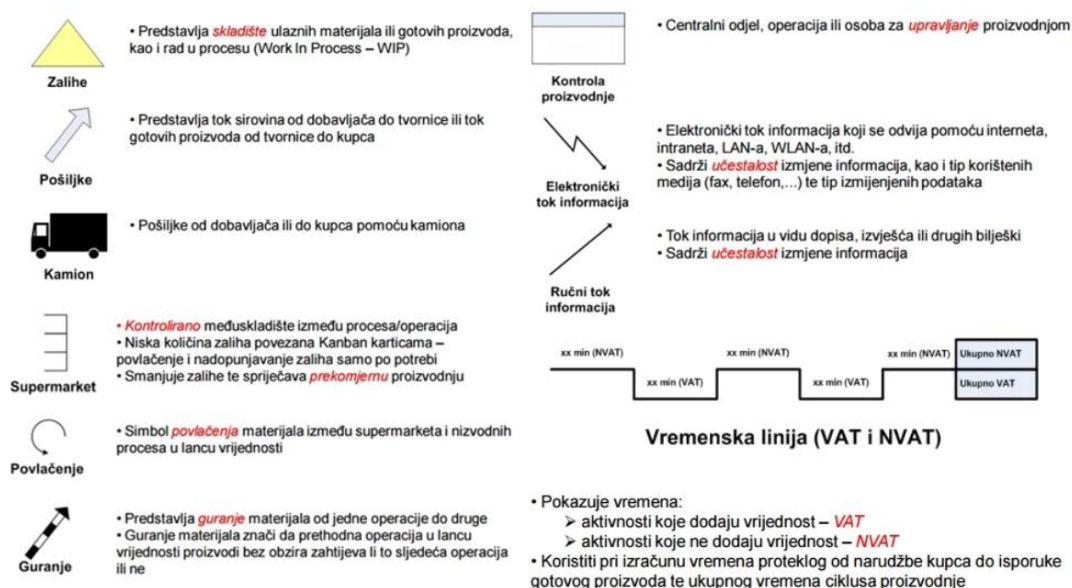 • Predstavlja skladište ulaznih materijala ili gotovih proizvoda,
kao i rad u procesu (Work In Process – WIP)
Zalihe
• Predstavlja tok sirovina od dobavljača do tvornice ili tok
gotovih proizvoda od tvornice do kupca
Pošiljke
• Pošiljke od dobavljača ili do kupca pomoću kamiona
Kamion
• Kontrolirano međuskladište između procesa/operacija
• Niska količina zaliha povezana Kanban karticama –
povlačenje i nadopunjavanje zaliha samo po potrebi
• Smanjuje zalihe te spriječava prekomjernu proizvodnju
Supermarket
• Simbol povlačenja materijala između supermarketa i nizvodnih
procesa u lancu vrijednosti
Povlačenje
• Predstavlja guranje materijala od jedne operacije do druge
• Guranje materijala znači da prethodna operacija u lancu
vrijednosti proizvodi bez obzira zahtijeva li to sljedeća operacija
ili ne
Guranje
• Centralni odjel, operacija ili osoba za upravljanje proizvodnjom
Kontrola
proizvodnje
• Elektronički tok informacija koji se odvija pomoću interneta,
intraneta, LAN-a, WLAN-a, itd.
• Sadrži učestalost izmjene informacija, kao i tip korištenih
medija (fax, telefon,...) te tip izmijenjenih podataka
Elektronički
tok informacija
• Tok informacija u vidu dopisa, izvješća ili drugih bilješki
• Sadrži učestalost izmjene informacija
Ručni tok
informacija
xx min (NVAT)
xx min (VAT)
xx min (NVAT)
xx min (VAT)
xx min (NVAT)
Ukupno NVAT
Ukupno VAT
Vremenska linija (VAT i NVAT)
• Pokazuje vremena:
➢ aktivnosti koje dodaju vrijednost – VAT
➢ aktivnosti koje ne dodaju vrijednost – NVAT
• Koristiti pri izračunu vremena proteklog od narudžbe kupca do isporuke
gotovog proizvoda te ukupnog vremena ciklusa proizvodnje